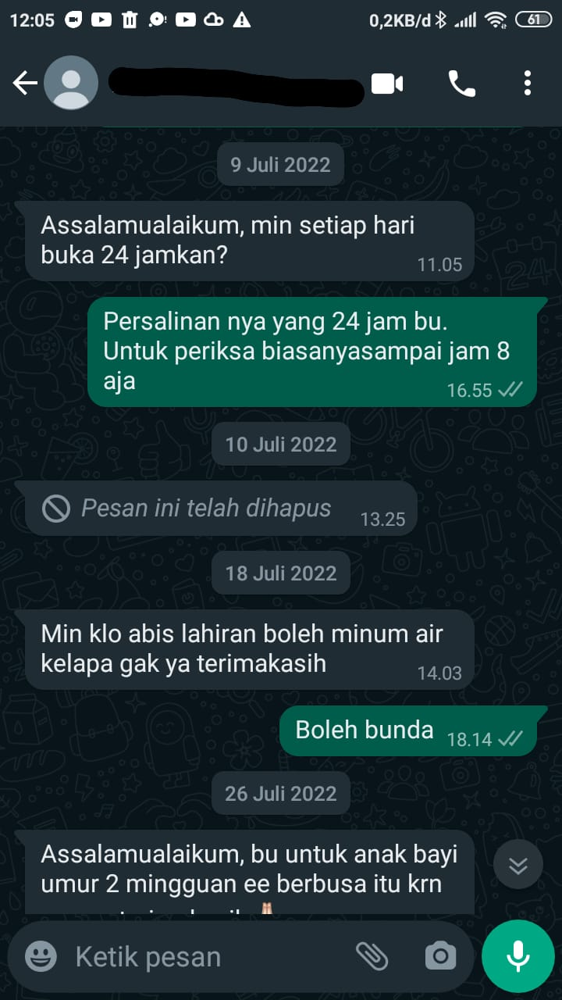 12:05
0,2KB/d
61
9 Juli 2022
Assalamualaikum, min setiap hari
buka 24 jamkan?
11.05
Persalinan nya yang 24 jam bu.
Untuk periksa biasanyasampai jam 8
aja
16.55
10 Juli 2022
Pesan ini telah dihapus
13.25
18 Juli 2022
Min klo abis lahiran boleh minum air
kelapa gak ya terimakasih
14.03
Boleh bunda
18.14
26 Juli 2022
Assalamualaikum, bu untuk anak bayi
umur 2 mingguan ee berbusa itu krn
Ketik pesan